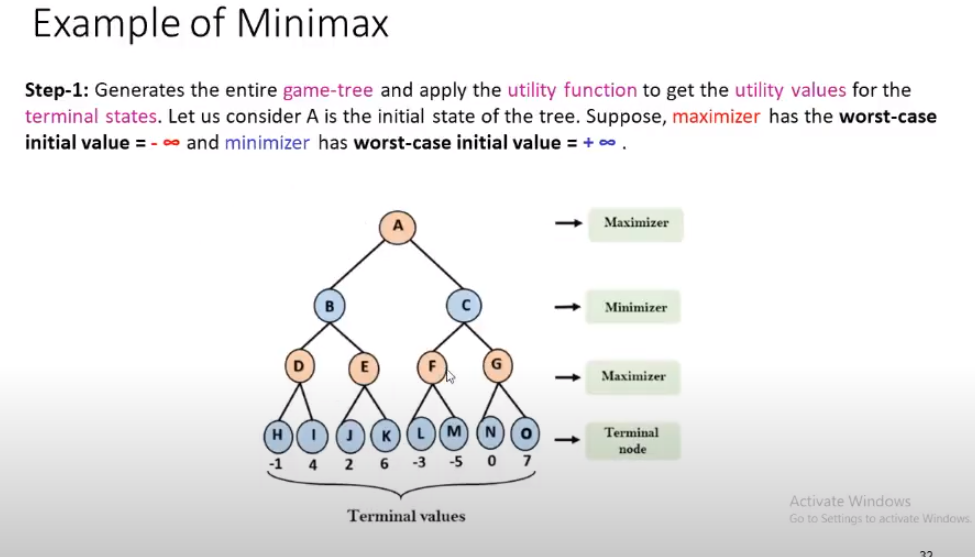 Example of Minimax
Step-1: Generates the entire game-tree and apply the utility function to get the utility values for the
terminal states. Let us consider A is the initial state of the tree. Suppose, maximizer has the worst-case
initial value = - ∞ and minimizer has worst-case initial value = + ∞ .
A
Maximizer
B C
Minimizer
D E F G
Maximizer
H I J K L M N O
Terminal
node
-1 4 2 6 -3 -5 0 7
Terminal values
Activate Windows
Go to Settings to activate Windows.
32